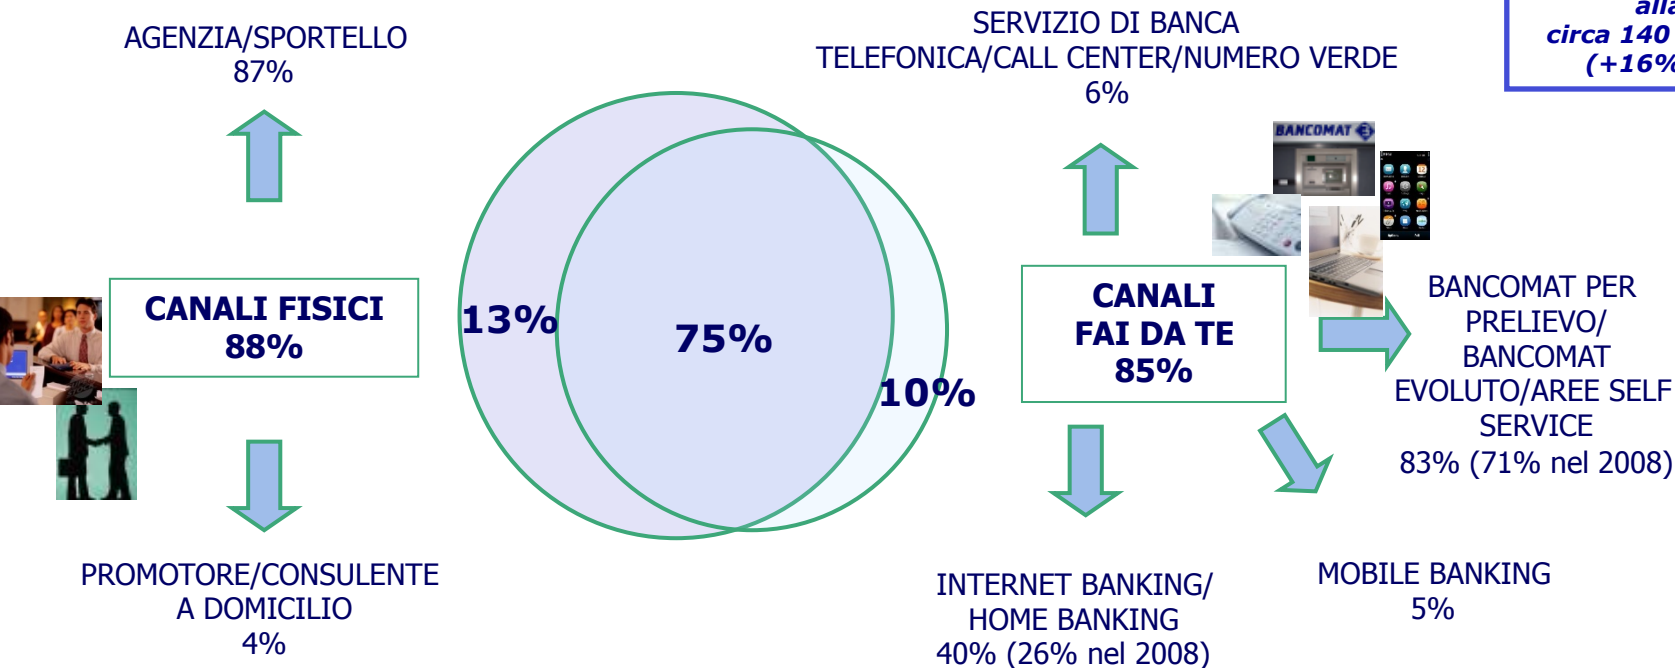 AGENZIA/SPORTELLO
87%
SERVIZIO DI BANCA
TELEFONICA/CALL CENTER/NUMERO VERDE
6%
alla
circa 140
(+16%
BANCOMAT
CANALI FISICI
88%
13%
75%
10%
CANALI
FAI DA TE
85%
BANCOMAT PER
PRELIEVO/
BANCOMAT
EVOLUTO/AREE SELF
SERVICE
83% (71% nel 2008)
PROMOTORE/CONSULENTE
A DOMICILIO
4%
INTERNET BANKING/
HOME BANKING
40% (26% nel 2008)
MOBILE BANKING
5%